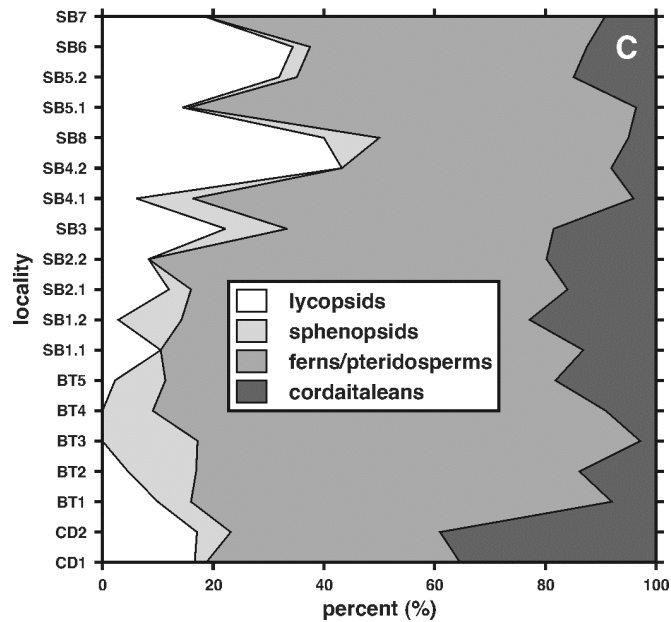 C
SB7
SB6
SB5.2
SB5.1
SB8
SB4.2
SB4.1
SB3
SB2.2
SB2.1
SB1.2
SB1.1
BT5
BT4
BT3
BT2
BT1
CD2
CD1
locality
lycopsids
sphenopsids
ferns/pteridosperms
cordaitaleans
0 20 40 60 80 100
percent (%)